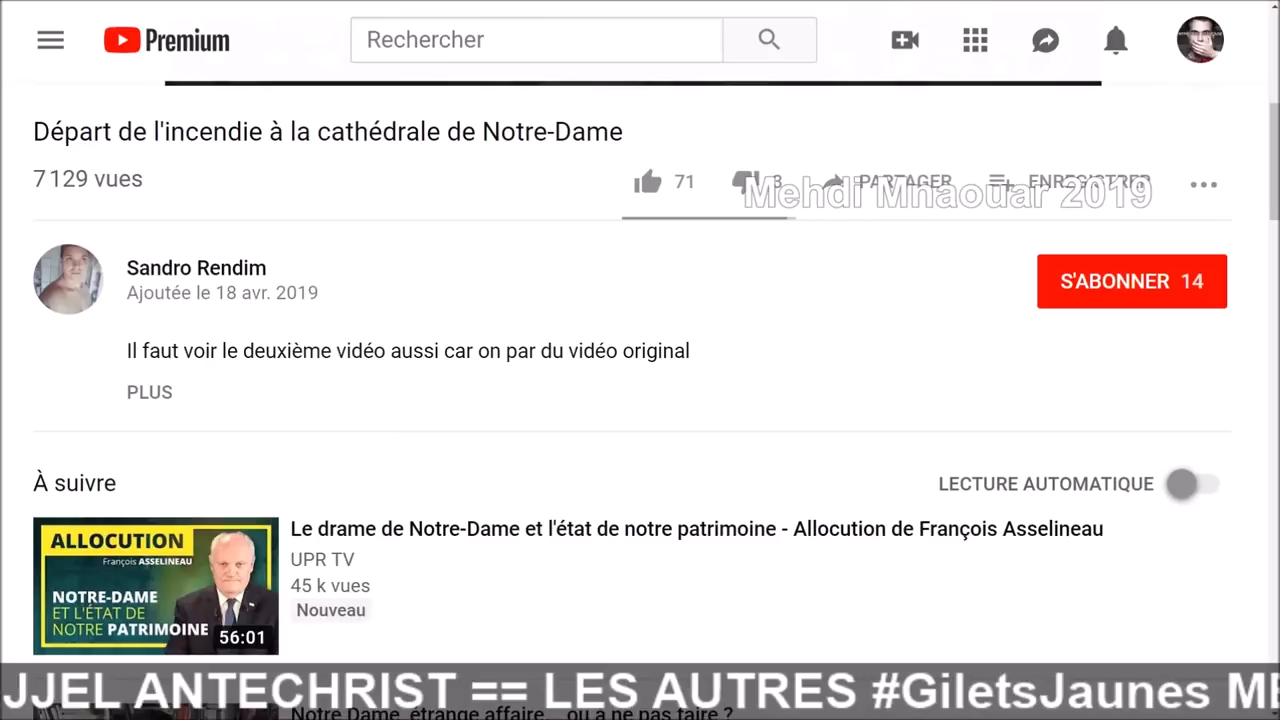 Premium
Rechercher
Départ de l'incendie à la cathédrale de Notre-Dame
7 129 vues
71
3
PARTAGER
ENREGISTRER
Mehdi Mnaouar 2019
Sandro Rendim
Ajoutée le 18 avr. 2019
S'ABONNER 14
Il faut voir le deuxième vidéo aussi car on par du vidéo original
PLUS
À suivre
LECTURE AUTOMATIQUE
ALLOCUTION
François ASSELINEAU
NOTRE-DAME
ET L'ÉTAT DE
NOTRE PATRIMOINE
56:01
Le drame de Notre-Dame et l'état de notre patrimoine - Allocution de François Asselineau
UPR TV
45 k vues
Nouveau
JJEL ANTECHRIST == LES AUTRES #GiletsJaunes
Notre Dame, étrange affaire... ou a ne pas taire ?